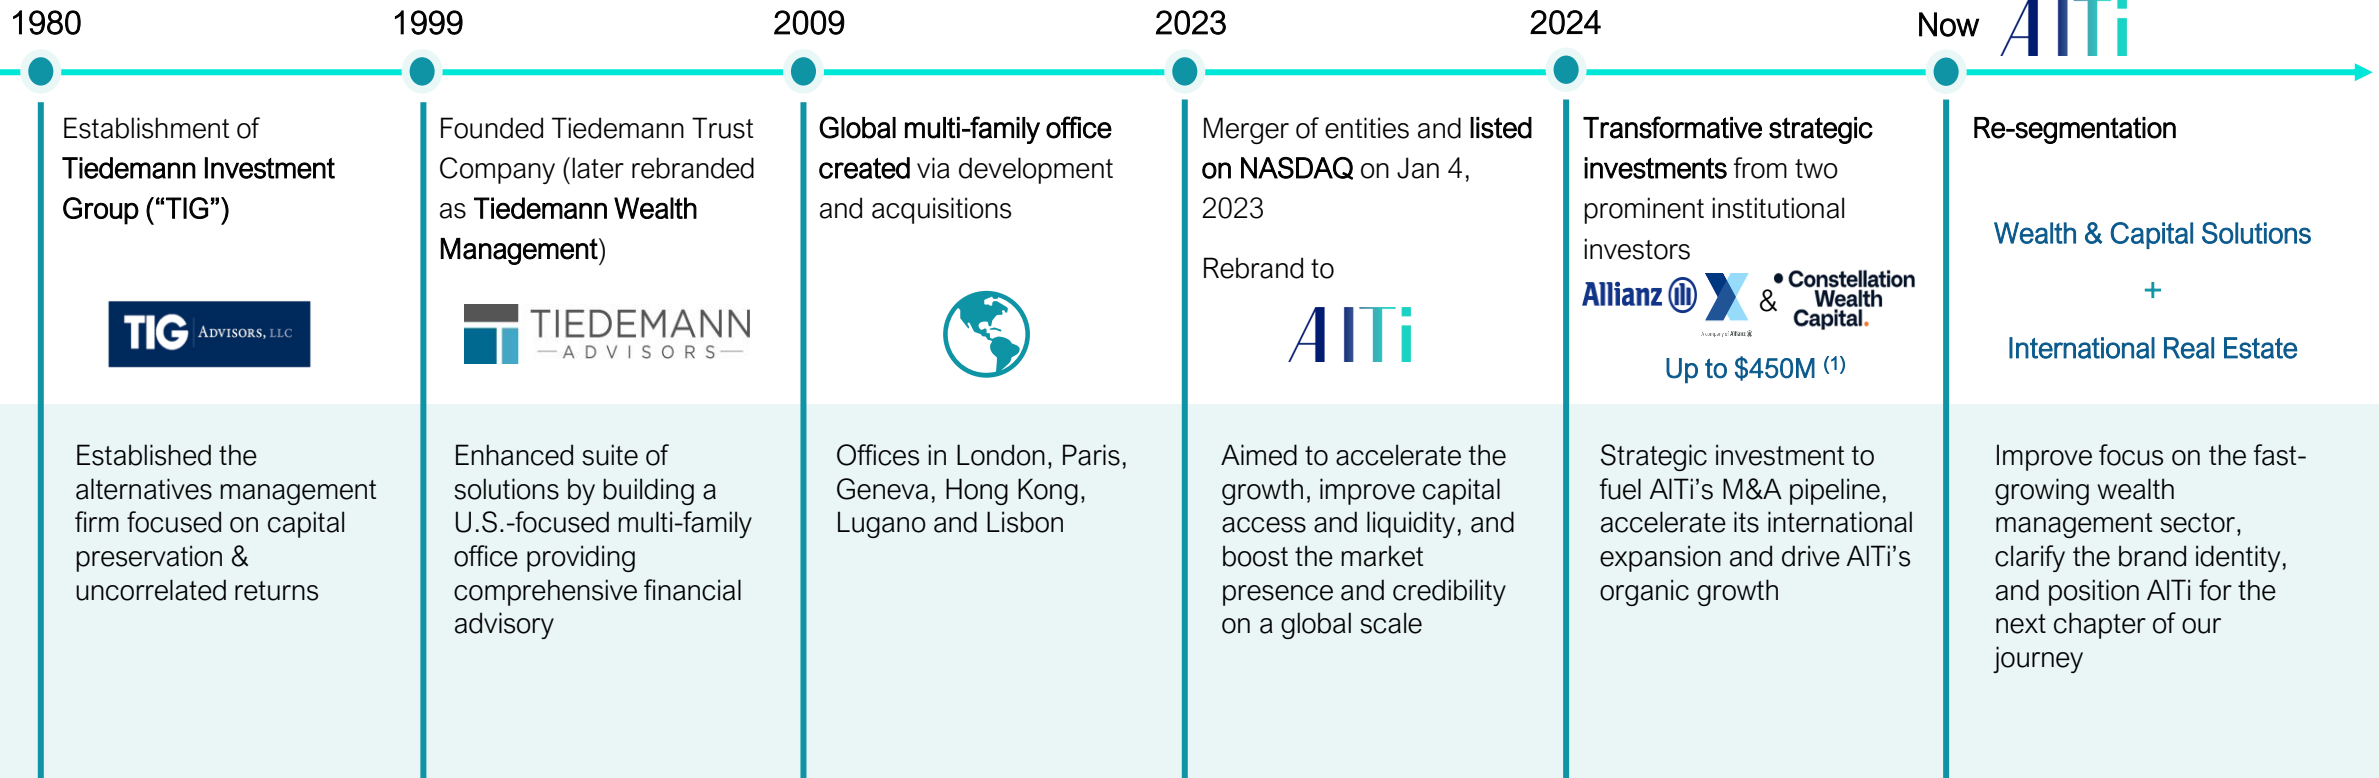 1980
1999
2009
2023
2024
Now
AlTi
Establishment of
Tiedemann Investment
Group (“TIG”)
TIG ADVISORS, LLC
Established the
alternatives management
firm focused on capital
preservation &
uncorrelated returns
Founded Tiedemann Trust
Company (later rebranded
as Tiedemann Wealth
Management)
TIEDEMANN
ADVISORS
Enhanced suite of
solutions by building a
U.S.-focused multi-family
office providing
comprehensive financial
advisory
Global multi-family office
created via development
and acquisitions
Offices in London, Paris,
Geneva, Hong Kong,
Lugano and Lisbon
Merger of entities and listed
on NASDAQ on Jan 4,
2023
Rebrand to
AlTi
Aimed to accelerate the
growth, improve capital
access and liquidity, and
boost the market
presence and credibility
on a global scale
Transformative strategic
investments from two
prominent institutional
investors
Allianz X
A company of Allianz
&
Constellation
Wealth
Capital.
Up to $450M (1)
Strategic investment to
fuel AlTi’s M&A pipeline,
accelerate its international
expansion and drive AlTi’s
organic growth
Re-segmentation
Wealth & Capital Solutions
+
International Real Estate
Improve focus on the fast-
growing wealth
management sector,
clarify the brand identity,
and position AlTi for the
next chapter of our
journey